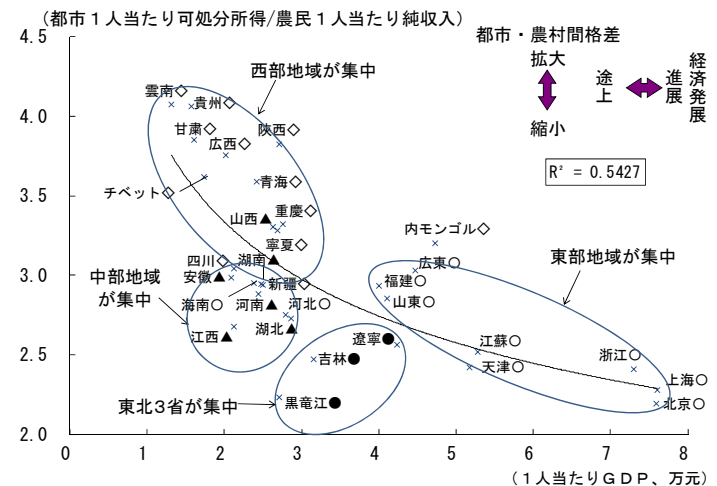 (都市1人当たり可処分所得/農民1人当たり純収入)
都市・農村間格差
拡大
縮小
途上
進展
経済発展
R² = 0.5427
4.5
4.0
3.5
3.0
2.5
2.0
西部地域が集中
雲南◇
貴州◇
甘粛◇
広西◇
陝西◇
チベット◇
青海◇
重慶◇
山西▲
寧夏◇
内モンゴル◇
四川◇
湖南▲
広東○
東部地域が集中
中部地域
が集中
安徽▲
新疆◇
福建○
海南○
河南▲
河北○
山東○
江西▲
湖北▲
遼寧●
江蘇○
浙江○
吉林●
天津○
上海○
東北3省が集中
黒竜江●
北京○
0
1
2
3
4
5
6
7
8
(1人当たりGDP、万元)